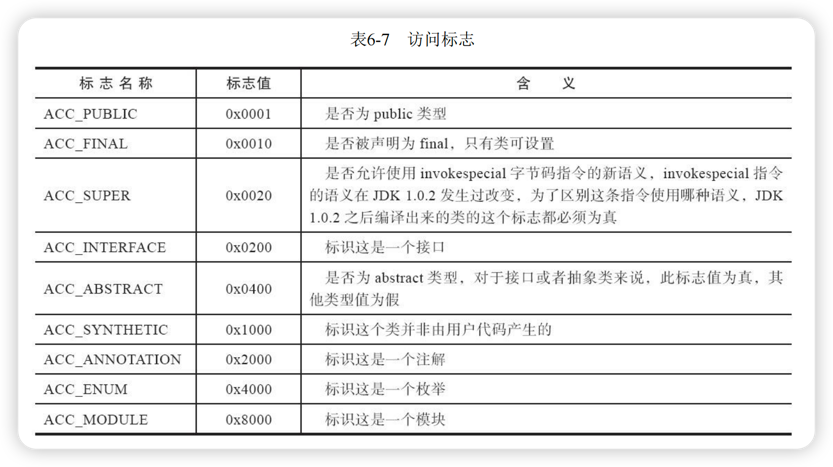 表6-7 访问标志
标志名称 标志值 含 义
ACC_PUBLIC 0x0001 是否为 public 类型
ACC_FINAL 0x0010 是否被声明为 final，只有类可设置
是否允许使用 invokespecial 字节码指令的新语义，invokespecial 指令
ACC_SUPER 0x0020 的语义在 JDK 1.0.2 发生过改变，为了区别这条指令使用哪种语义，JDK
1.0.2 之后编译出来的类的这个标志都必须为真
ACC_INTERFACE 0x0200 标识这是一个接口
ACC_ABSTRACT 0x0400 是否为 abstract 类型，对于接口或者抽象类来说，此标志值为真，其
他类型值为假
ACC_SYNTHETIC 0x1000 标识这个类并非由用户代码产生的
ACC_ANNOTATION 0x2000 标识这是一个注解
ACC_ENUM 0x4000 标识这是一个枚举
ACC_MODULE 0x8000 标识这是一个模块